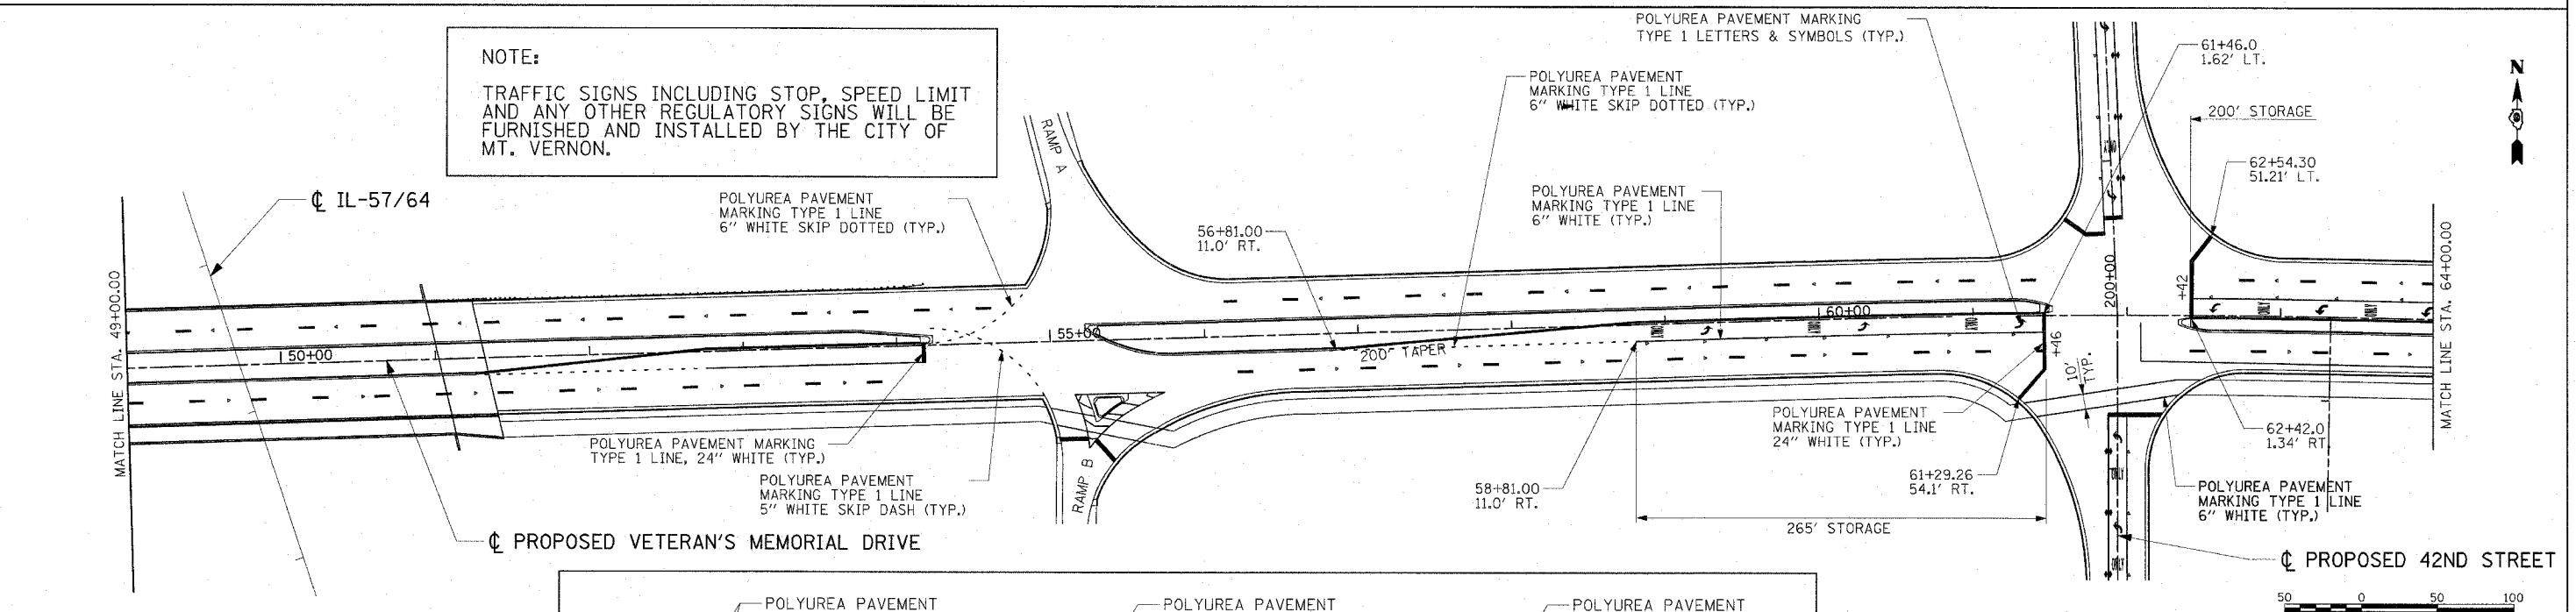 NOTE:
TRAFFIC SIGNS INCLUDING STOP, SPEED LIMIT
AND ANY OTHER REGULATORY SIGNS WILL BE
FURNISHED AND INSTALLED BY THE CITY OF
MT. VERNON.
POLYUREA PAVEMENT MARKING
TYPE 1 LETTERS & SYMBOLS (TYP.)
POLYUREA PAVEMENT
MARKING TYPE 1 LINE
6" WHITE SKIP DOTTED (TYP.)
61+46.0
1.62' LT.
N
200' STORAGE
62+54.30
51.21' LT.
℄ IL-57/64
POLYUREA PAVEMENT
MARKING TYPE 1 LINE
6" WHITE SKIP DOTTED (TYP.)
RAMP A
POLYUREA PAVEMENT
MARKING TYPE 1 LINE
6" WHITE (TYP.)
56+81.00
11.0' RT.
MATCH LINE STA. 49+00.00
50+00
55+00
200' TAPER
60+00
ONLY
ONLY
ONLY
ONLY
200+00
+42
+46
ONLY
ONLY
MATCH LINE STA. 64+00.00
10'
TYP.
POLYUREA PAVEMENT MARKING
TYPE 1 LINE, 24" WHITE (TYP.)
POLYUREA PAVEMENT
MARKING TYPE 1 LINE
5" WHITE SKIP DASH (TYP.)
RAMP B
POLYUREA PAVEMENT
MARKING TYPE 1 LINE
24" WHITE (TYP.)
62+42.0
1.34' RT
58+81.00
11.0' RT.
61+29.26
54.1' RT.
ONLY
POLYUREA PAVEMENT
MARKING TYPE 1 LINE
6" WHITE (TYP.)
265' STORAGE
℄ PROPOSED VETERAN'S MEMORIAL DRIVE
ONLY
℄ PROPOSED 42ND STREET
50 0 50 100
POLYUREA PAVEMENT
POLYUREA PAVEMENT
POLYUREA PAVEMENT